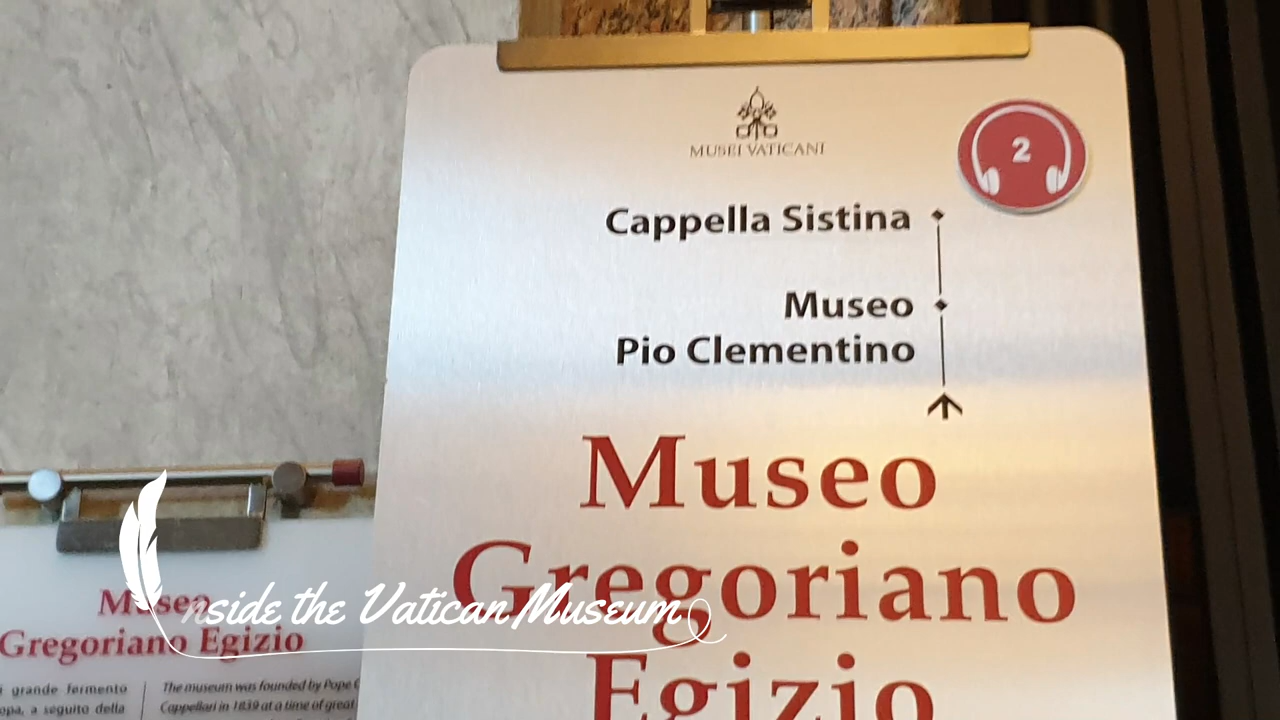 MUSEI VATICANI
2
Cappella Sistina
Museo
Pio Clementino
Museo
Gregoriano
Egizio
Museo
Gregoriano Egizio
grande fermento
a seguito della
The museum was founded by Pope
Cappellari in 1839 at a time of great
Inside the Vatican Museum